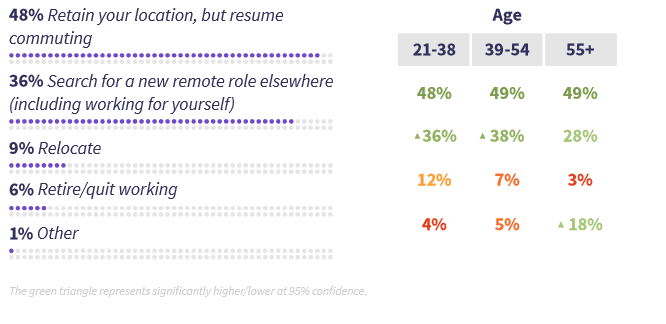 48% Retain your location, but resume
commuting
36% Search for a new remote role elsewhere
(including working for yourself)
9% Relocate
6% Retire/quit working
1% Other
Age
21-38 39-54 55+
48% 49% 49%
▲36% ▲38% 28%
12% 7% 3%
4% 5% ▲18%
The green triangle represents significantly higher/lower at 95% confidence.